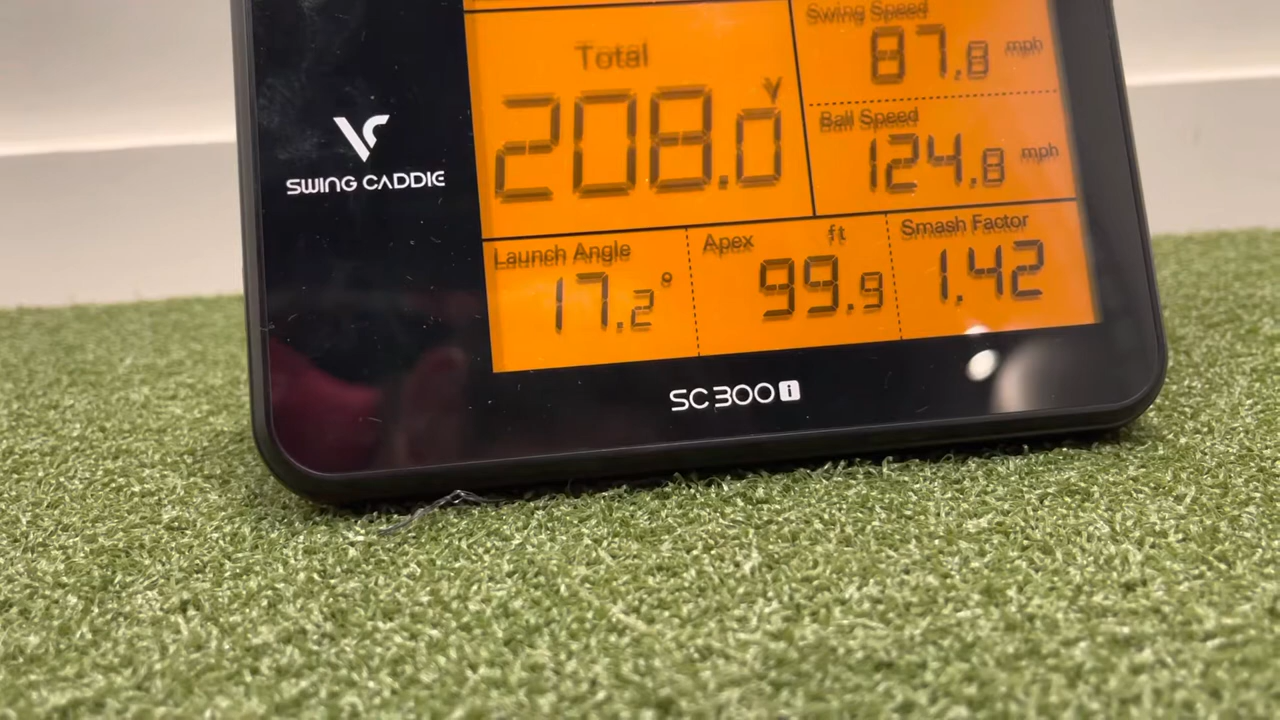 Swing Speed
87.8 mph
Total
208.0 Y
Ball Speed
124.8 mph
SWING CADDIE
Launch Angle
17.2°
Apex ft
99.9
Smash Factor
1.42
SC300i